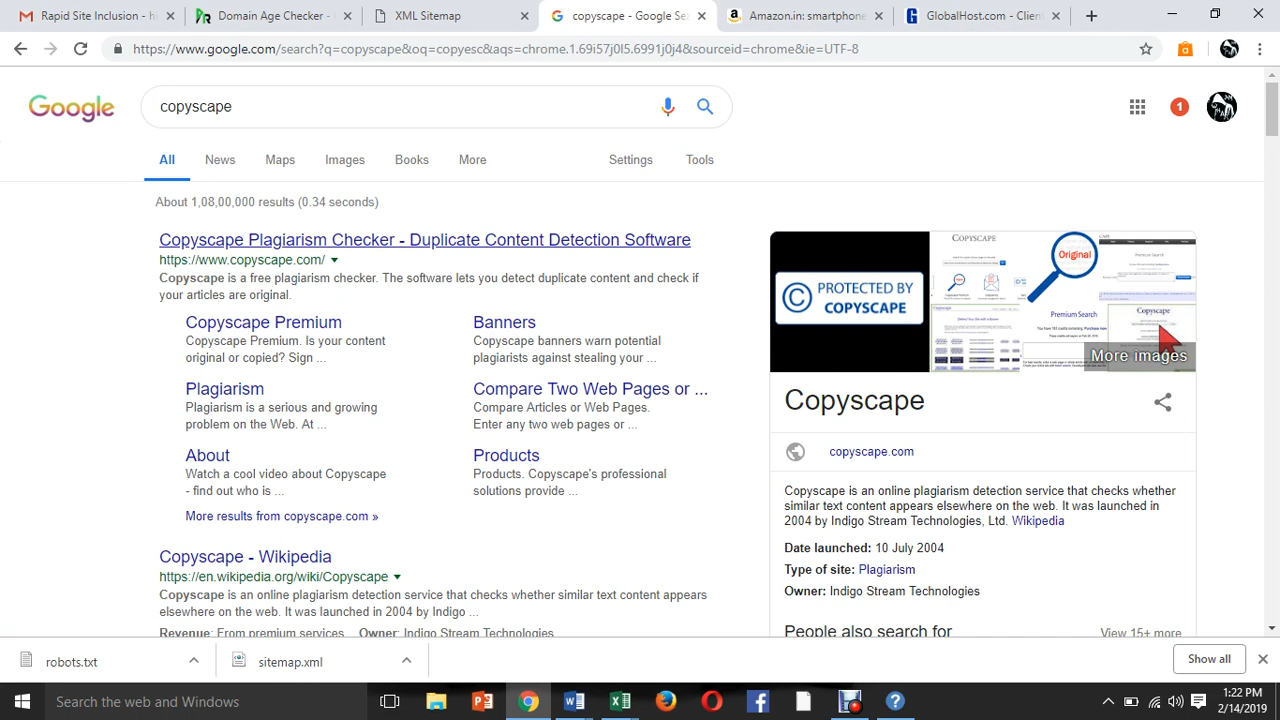 Rapid Site Inclusion - h
Domain Age Checker -
XML Sitemap
copyscape - Google Sea
Amazon.in: smartphone
GlobalHost.com - Client
https://www.google.com/search?q=copyscape&oq=copyesc&aqs=chrome.1.69i57j0l5.6991j0j4&sourceid=chrome&ie=UTF-8
Google
copyscape
1
All News Maps Images Books More Settings Tools
About 1,08,00,000 results (0.34 seconds)
Copyscape Plagiarism Checker - Duplicate Content Detection Software
https://www.copyscape.com/
Copyscape is a free plagiarism checker. The software lets you detect duplicate content and check if
your articles are original.
Copyscape Premium
Copyscape Premium. Is your content
original or copied? Sign ...
Banners
Copyscape banners warn potential
plagiarists against stealing your ...
Plagiarism
Plagiarism is a serious and growing
problem on the Web. At ...
Compare Two Web Pages or ...
Compare Articles or Web Pages.
Enter any two web pages or ...
About
Watch a cool video about Copyscape
- find out who is ...
Products
Products. Copyscape's professional
solutions provide ...
More results from copyscape.com »
Copyscape - Wikipedia
https://en.wikipedia.org/wiki/Copyscape
Copyscape is an online plagiarism detection service that checks whether similar text content appears
elsewhere on the web. It was launched in 2004 by Indigo ...
Revenue: From premium services Owner: Indigo Stream Technologies
PROTECTED BY
COPYSCAPE
COPYSCAPE
Original
Premium Search
Premium Search
Copyscape
More images
Copyscape
copyscape.com
Copyscape is an online plagiarism detection service that checks whether
similar text content appears elsewhere on the web. It was launched in
2004 by Indigo Stream Technologies, Ltd. Wikipedia
Date launched: 10 July 2004
Type of site: Plagiarism
Owner: Indigo Stream Technologies
People also search for
View 15+ more
robots.txt
sitemap.xml
Show all
Search the web and Windows
1:22 PM
2/14/2019